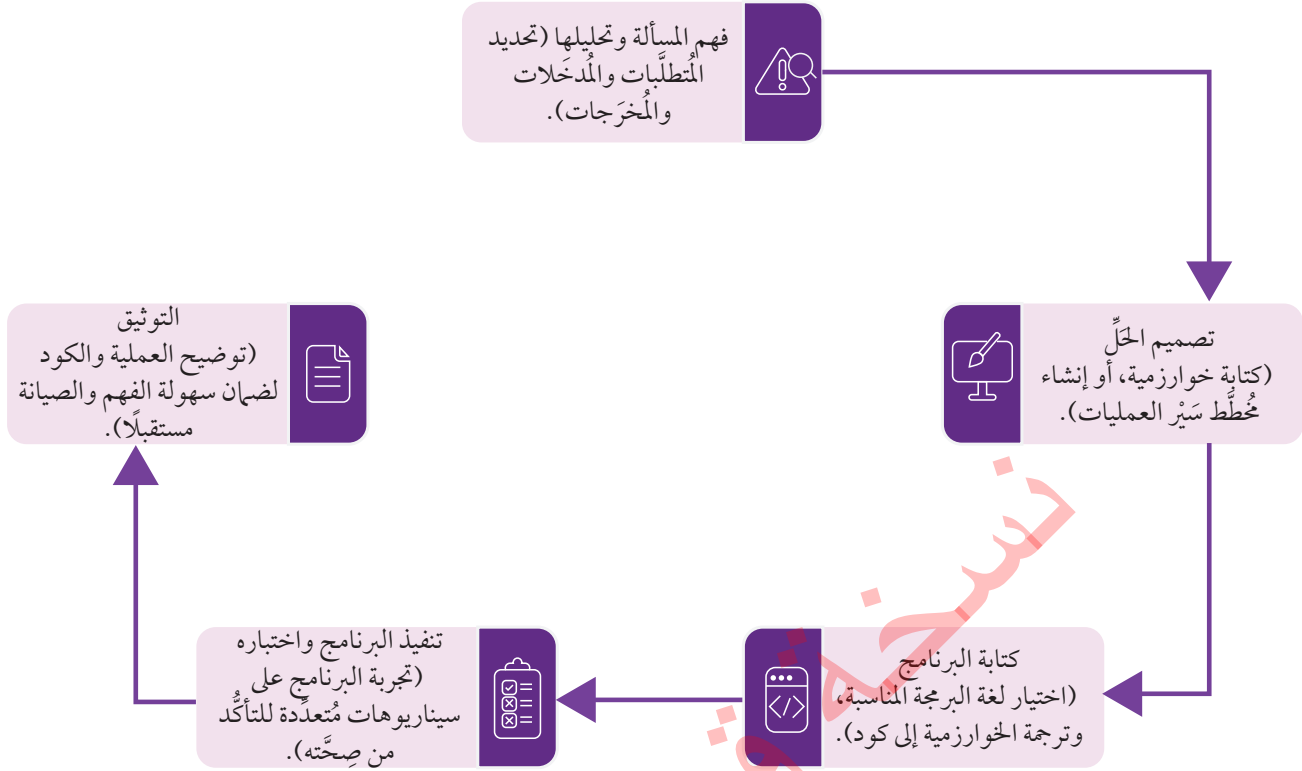 فهم المسألة وتحليلها (تحديد
المُتطلَّبات والمُدخَلات
والمُخرَجات).
تصميم الحَلِّ
(كتابة خوارزمية، أو إنشاء
مُخطَّط سَيْر العمليات).
كتابة البرنامج
(اختيار لغة البرمجة المناسبة،
وترجمة الخوارزمية إلى كود).
تنفيذ البرنامج واختباره
(تجربة البرنامج على
سيناريوهات مُتعدِّدة للتأكُّد
من صِحَّته).
التوثيق
(توضيح العملية والكود
لضمان سهولة الفهم والصيانة
مستقبلًا).
نسخة